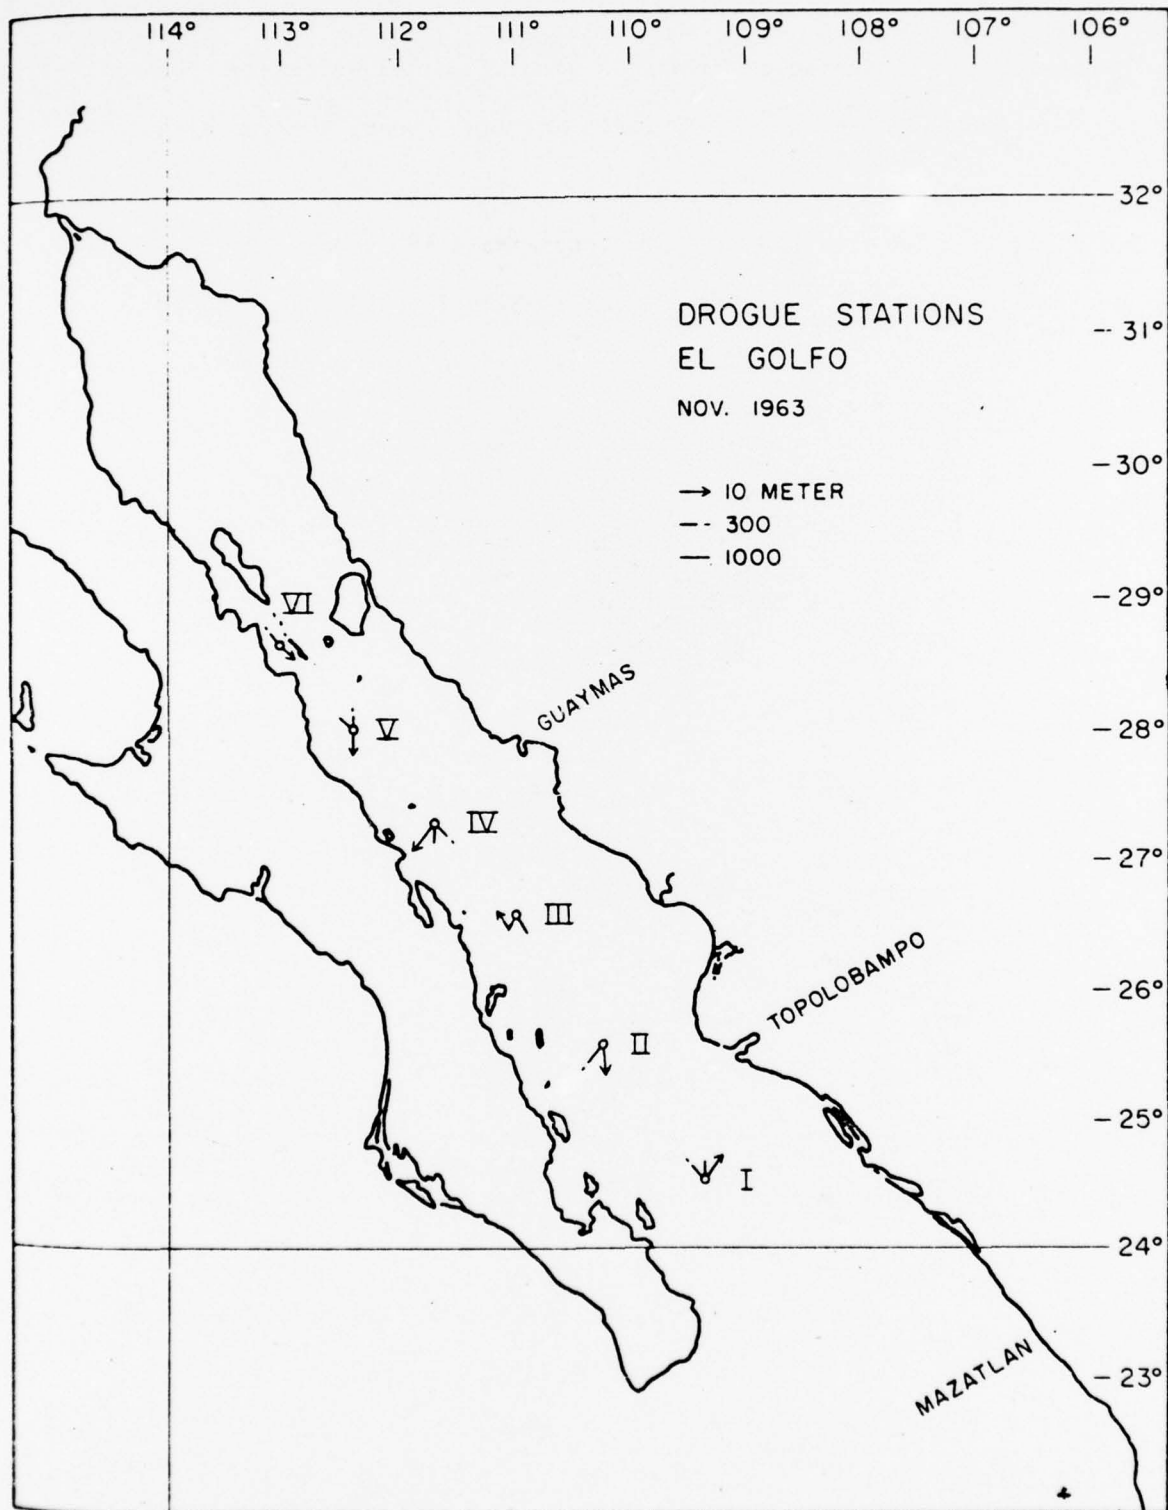 114° 113° 112° 111° 110° 109° 108° 107° 106°
32°
DROGUE STATIONS
31°
EL GOLFO
NOV. 1963
30°
→ 10 METER
-- · 300
— 1000
29°
VI
GUAYMAS
28°
V
IV
27°
III
TOPOLOBAMPO
26°
II
25°
I
24°
MAZATLAN
23°